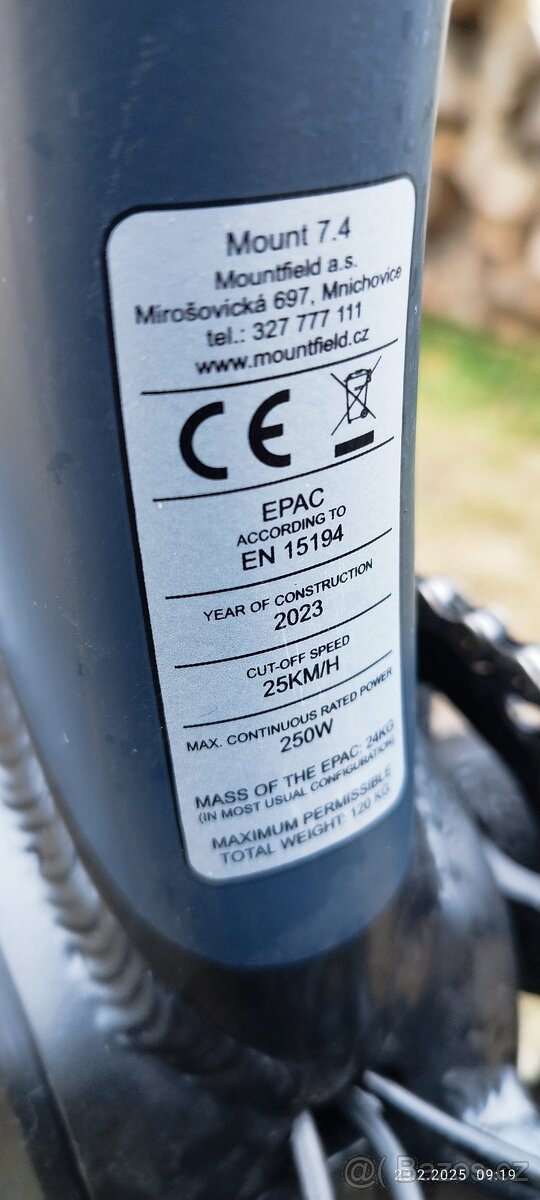 Mount 7.4
Mountfield a.s.
Mirošovická 697, Mnichovice
tel.: 327 777 111
www.mountfield.cz
CE
EPAC
ACCORDING TO
EN 15194
YEAR OF CONSTRUCTION
2023
CUT-OFF SPEED
25KM/H
MAX. CONTINUOUS RATED POWER
250W
MASS OF THE EPAC: 24KG
(IN MOST USUAL CONFIGURATION)
MAXIMUM PERMISSIBLE
TOTAL WEIGHT: 120 KG
@ Bazos.cz
23.2.2025 09:19